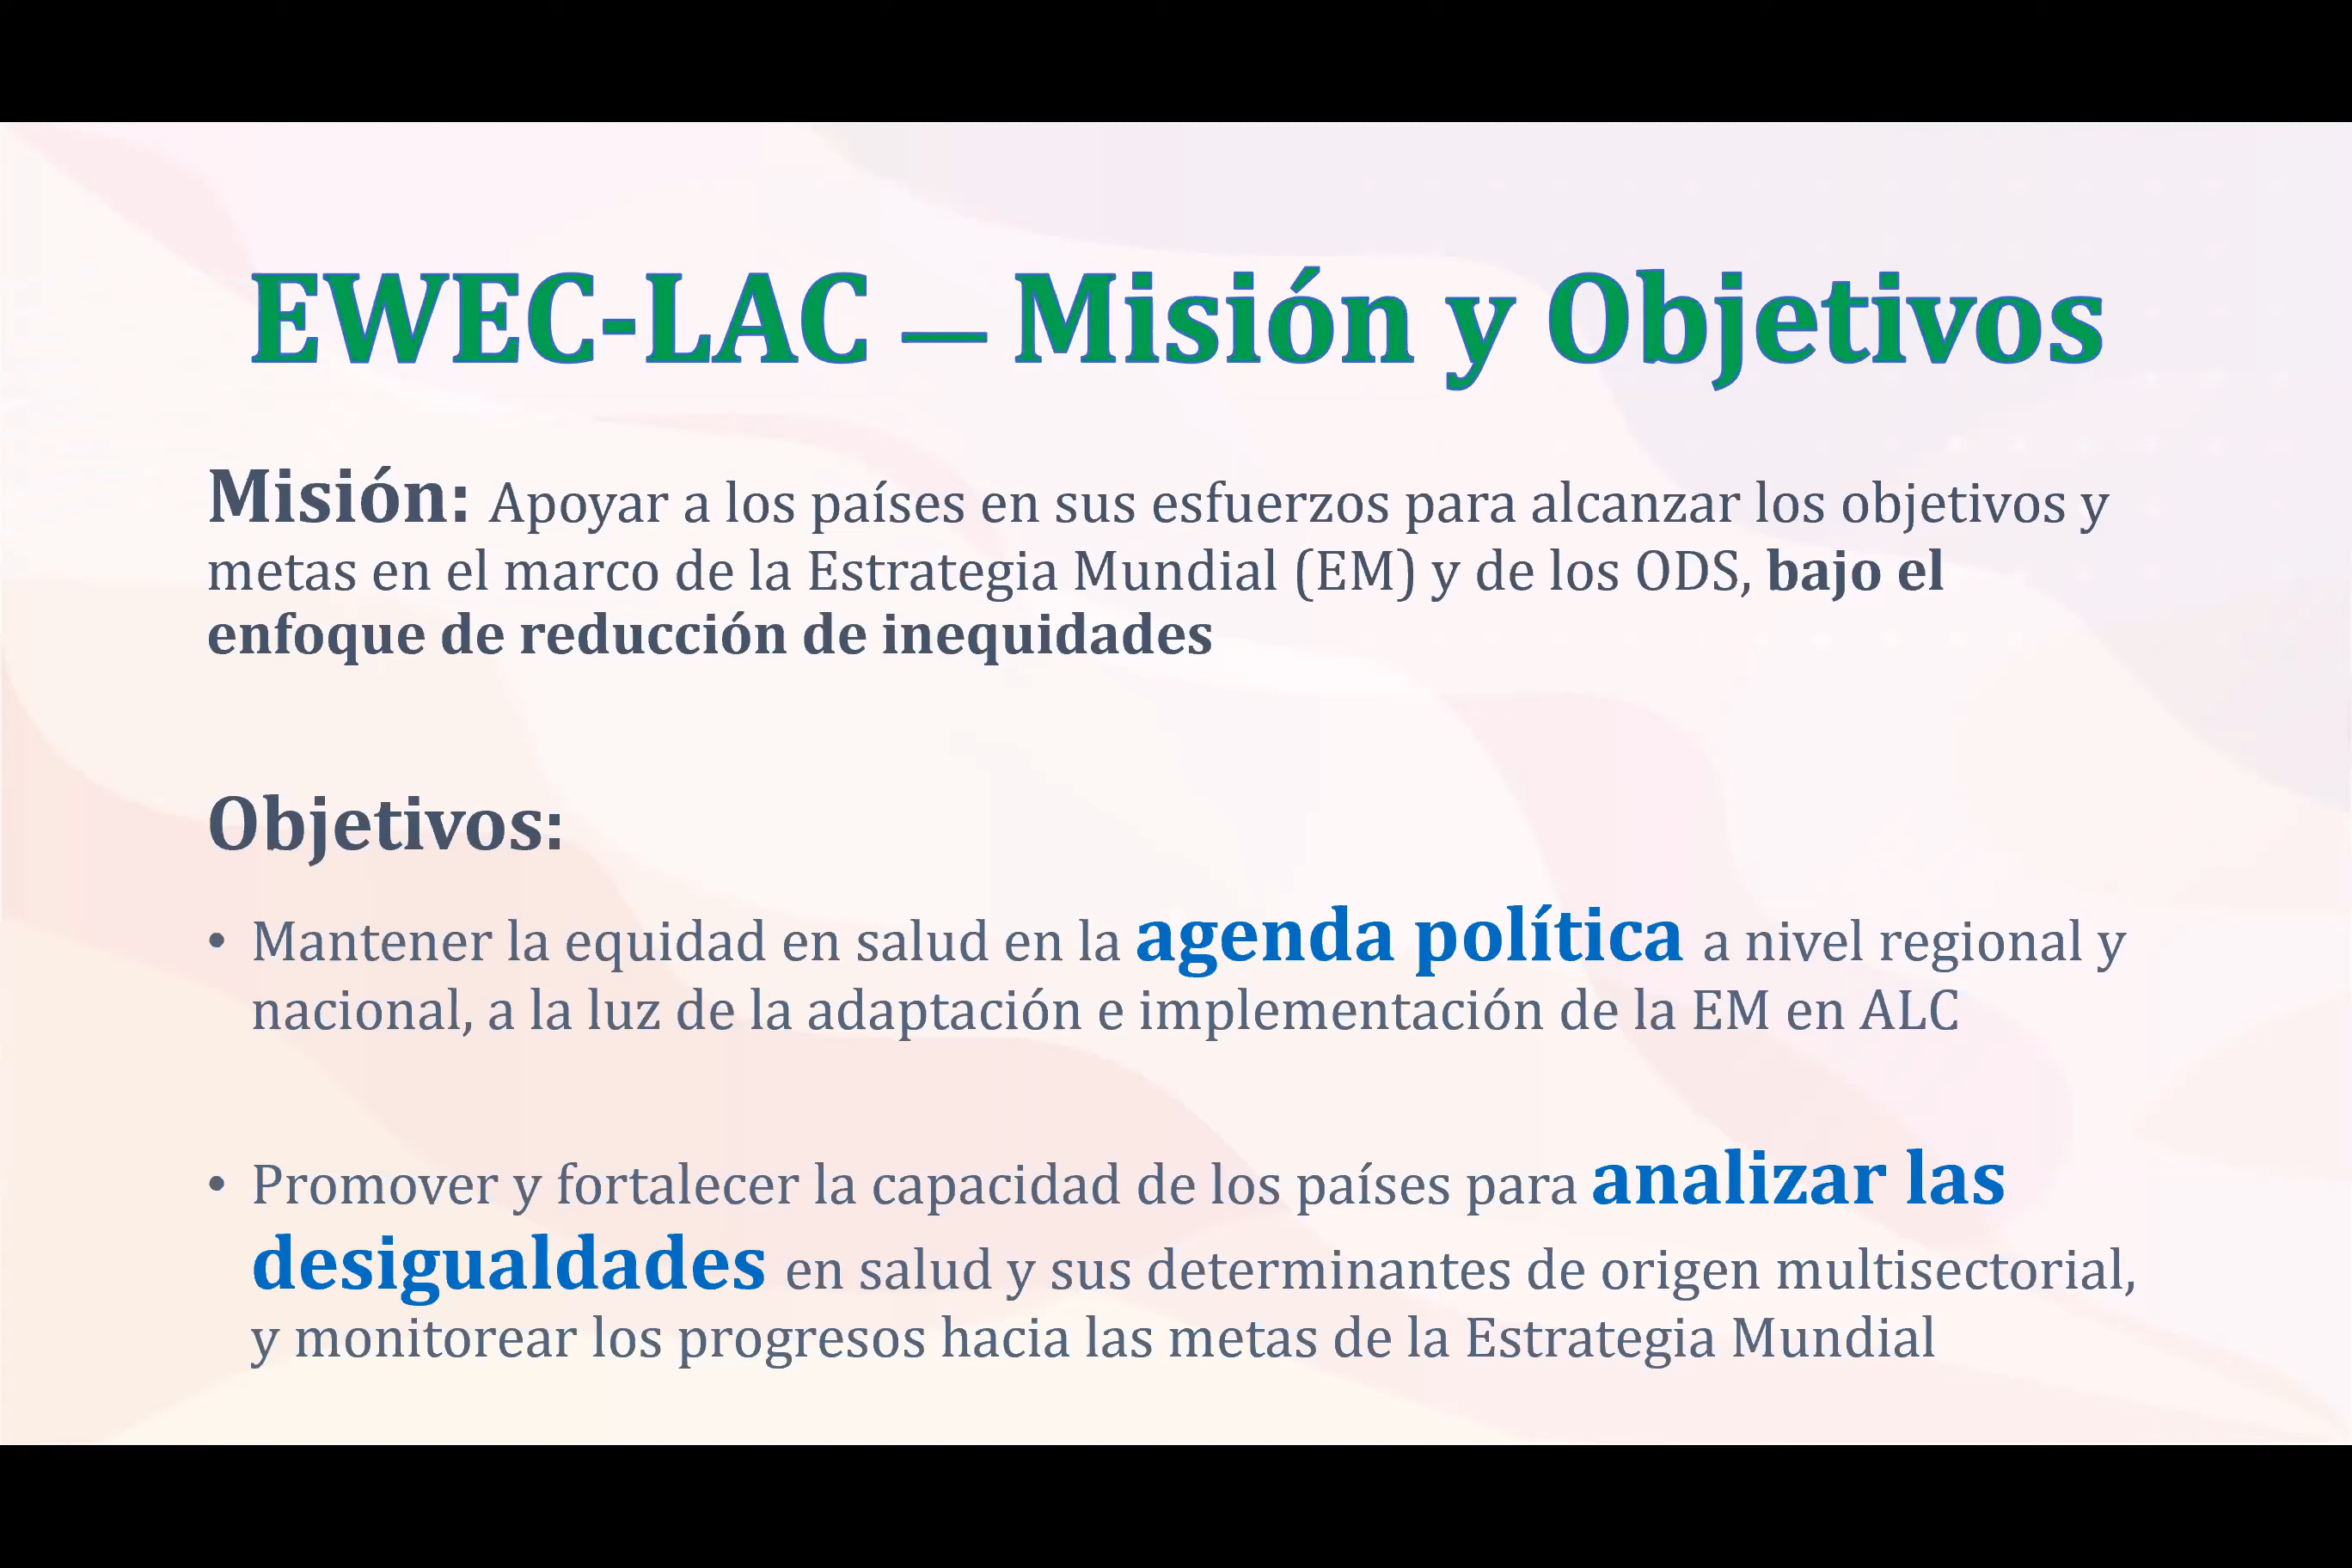 EWEC-LAC — Misión y Objetivos
Misión: Apoyar a los países en sus esfuerzos para alcanzar los objetivos y
metas en el marco de la Estrategia Mundial (EM) y de los ODS, bajo el
enfoque de reducción de inequidades
Objetivos:
• Mantener la equidad en salud en la agenda política a nivel regional y
nacional, a la luz de la adaptación e implementación de la EM en ALC
• Promover y fortalecer la capacidad de los países para analizar las
desigualdades en salud y sus determinantes de origen multisectorial,
y monitorear los progresos hacia las metas de la Estrategia Mundial